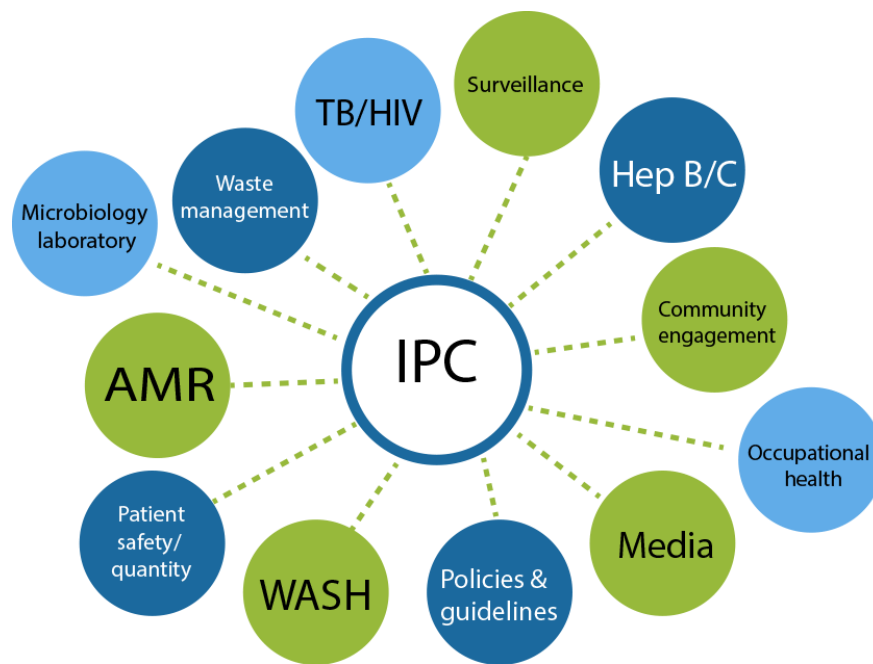 Surveillance
TB/HIV
Hep B/C
Waste
management
Microbiology
laboratory
Community
engagement
IPC
AMR
Occupational
health
Patient
safety/
quantity
Media
WASH
Policies &
guidelines